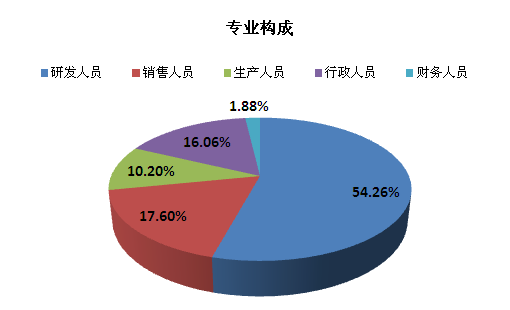 专业构成
研发人员 销售人员 生产人员 行政人员 财务人员
1.88%
16.06%
10.20%
54.26%
17.60%